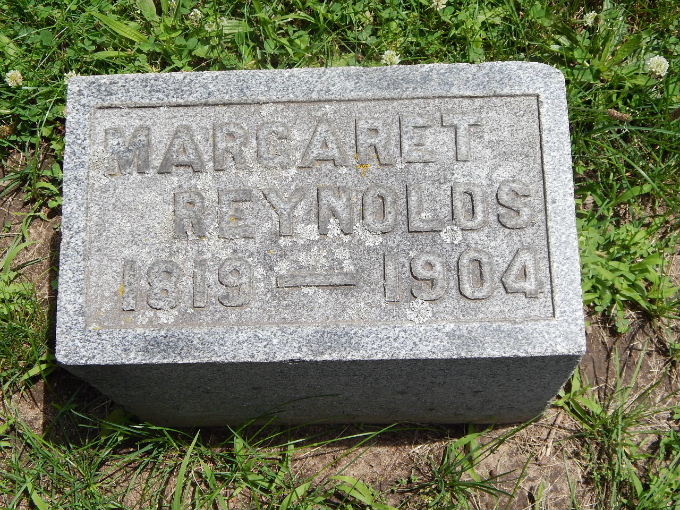 MARGARET
REYNOLDS
1819 — 1904